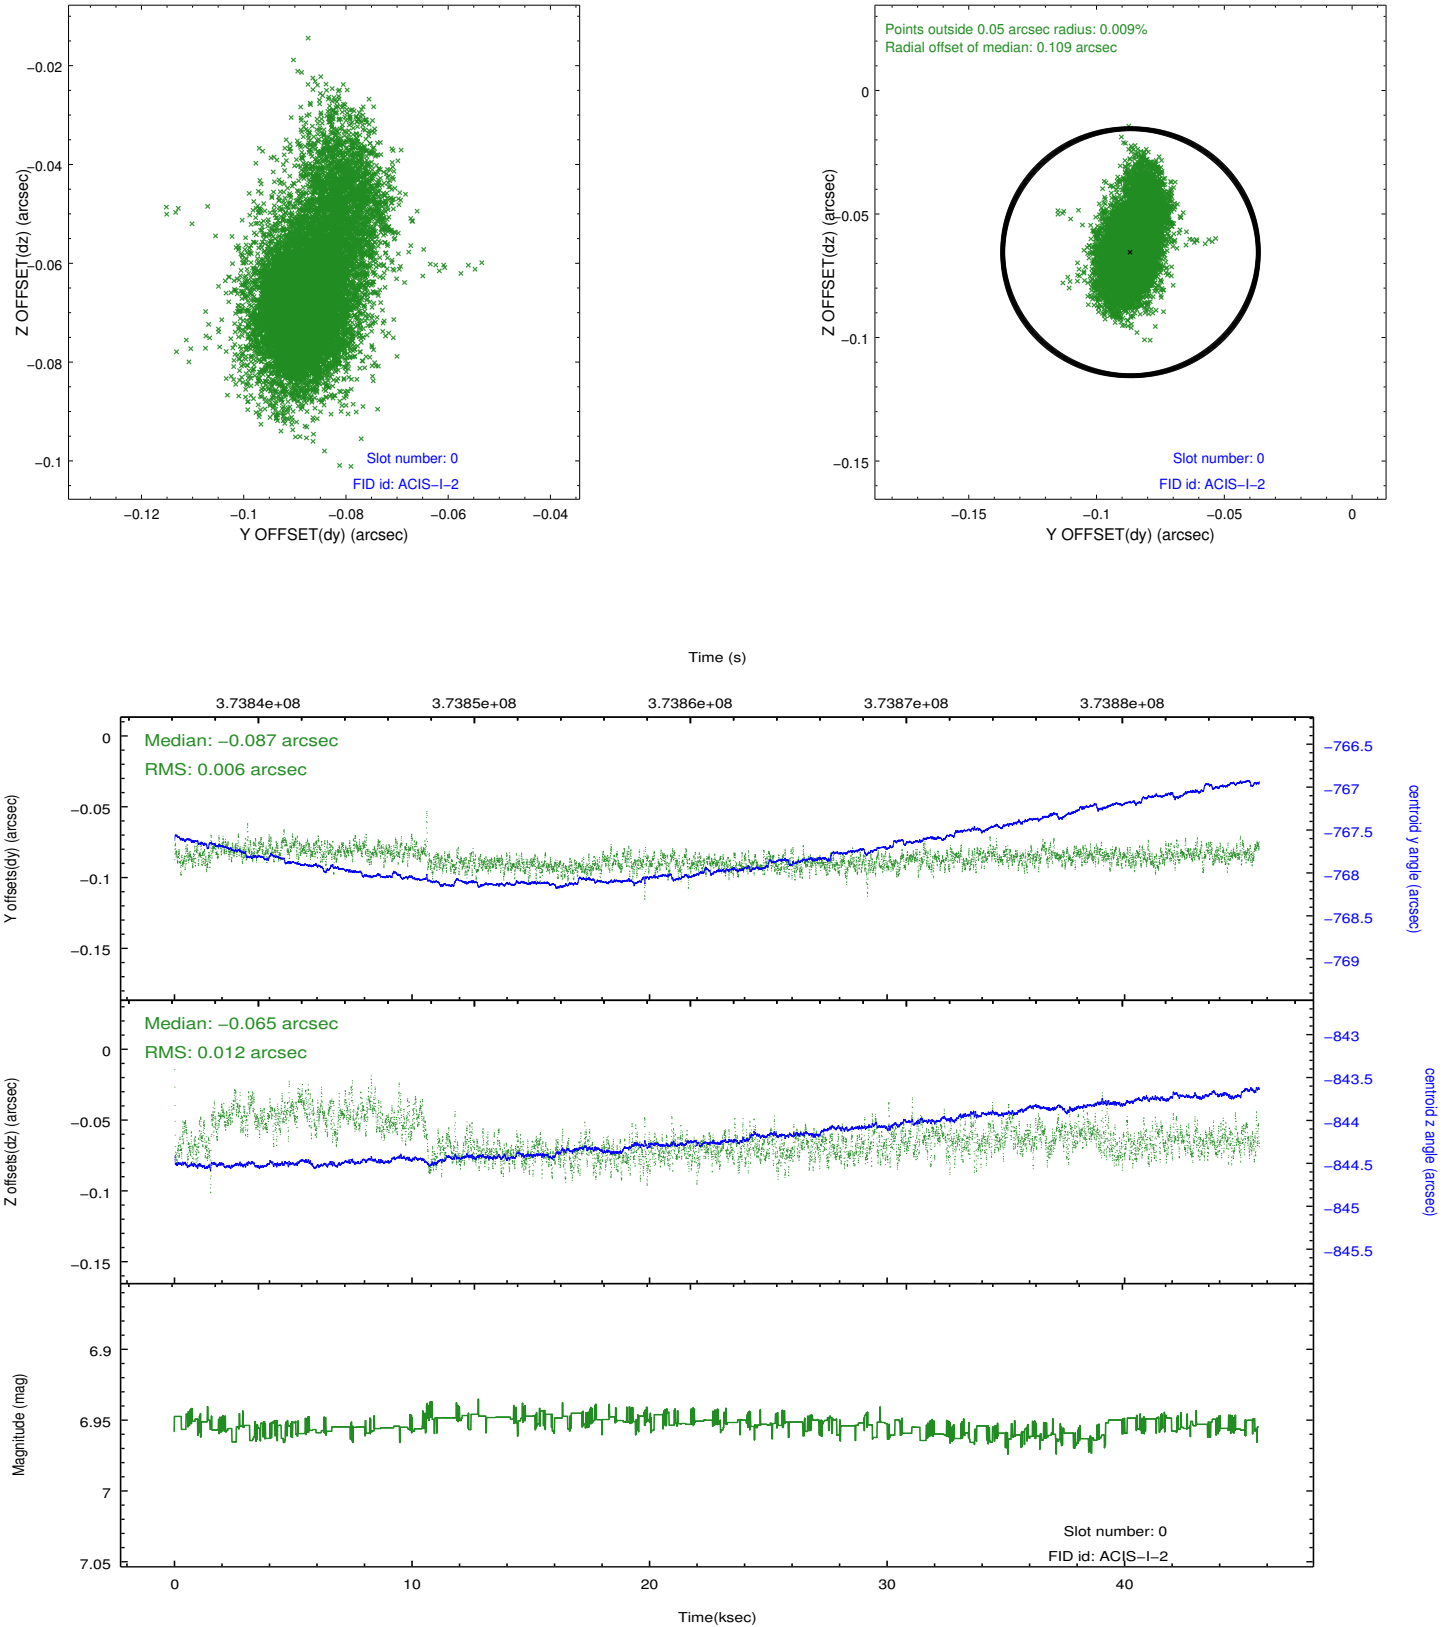 −0.02
−0.04
−0.06
−0.08
−0.1
Z OFFSET(dz) (arcsec)
Slot number: 0
FID id: ACIS−I−2
−0.12
−0.1
−0.08
−0.06
−0.04
Y OFFSET(dy) (arcsec)
Points outside 0.05 arcsec radius: 0.009%
Radial offset of median: 0.109 arcsec
0
−0.05
−0.1
−0.15
Z OFFSET(dz) (arcsec)
Slot number: 0
FID id: ACIS−I−2
−0.15
−0.1
−0.05
0
Y OFFSET(dy) (arcsec)
Time (s)
3.7384e+08
3.7385e+08
3.7386e+08
3.7387e+08
3.7388e+08
Median: −0.087 arcsec
RMS: 0.006 arcsec
0
−0.05
−0.1
−0.15
Y offsets(dy) (arcsec)
−766.5
−767
−767.5
−768
−768.5
−769
centroid y angle (arcsec)
Median: −0.065 arcsec
RMS: 0.012 arcsec
0
−0.05
−0.1
−0.15
Z offsets(dz) (arcsec)
−843
−843.5
−844
−844.5
−845
−845.5
centroid z angle (arcsec)
6.9
6.95
7
7.05
Magnitude (mag)
Slot number: 0
FID id: ACIS−I−2
0
10
20
30
40
Time(ksec)